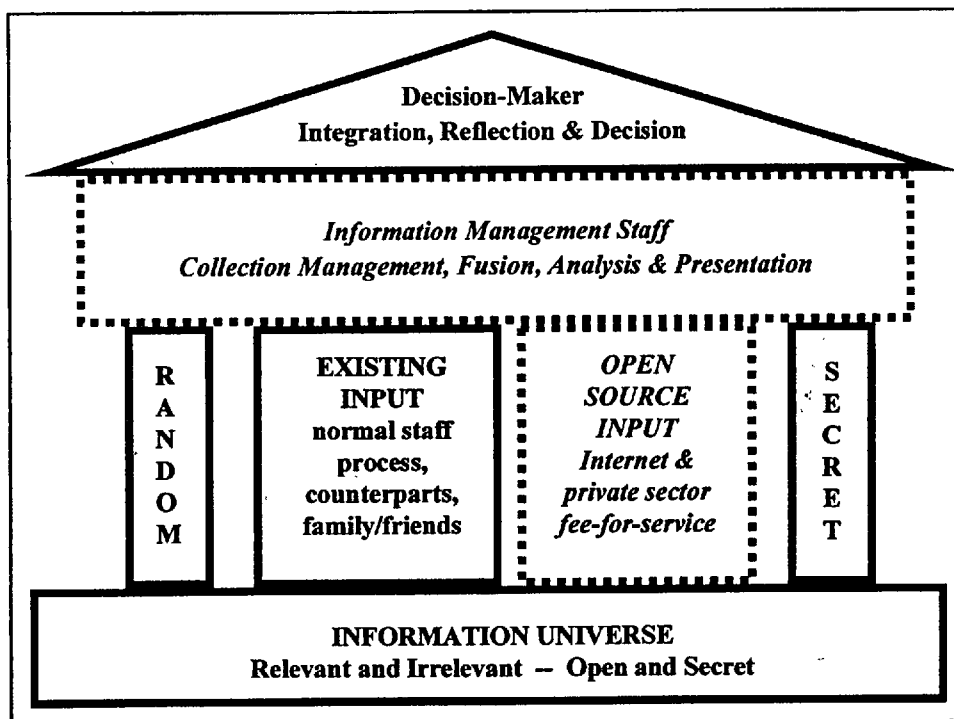 Decision-Maker
Integration, Reflection & Decision
Information Management Staff
Collection Management, Fusion, Analysis & Presentation
R
A
N
D
O
M
EXISTING
INPUT
normal staff
process,
counterparts,
family/friends
OPEN
SOURCE
INPUT
Internet &
private sector
fee-for-service
S
E
C
R
E
T
INFORMATION UNIVERSE
Relevant and Irrelevant -- Open and Secret